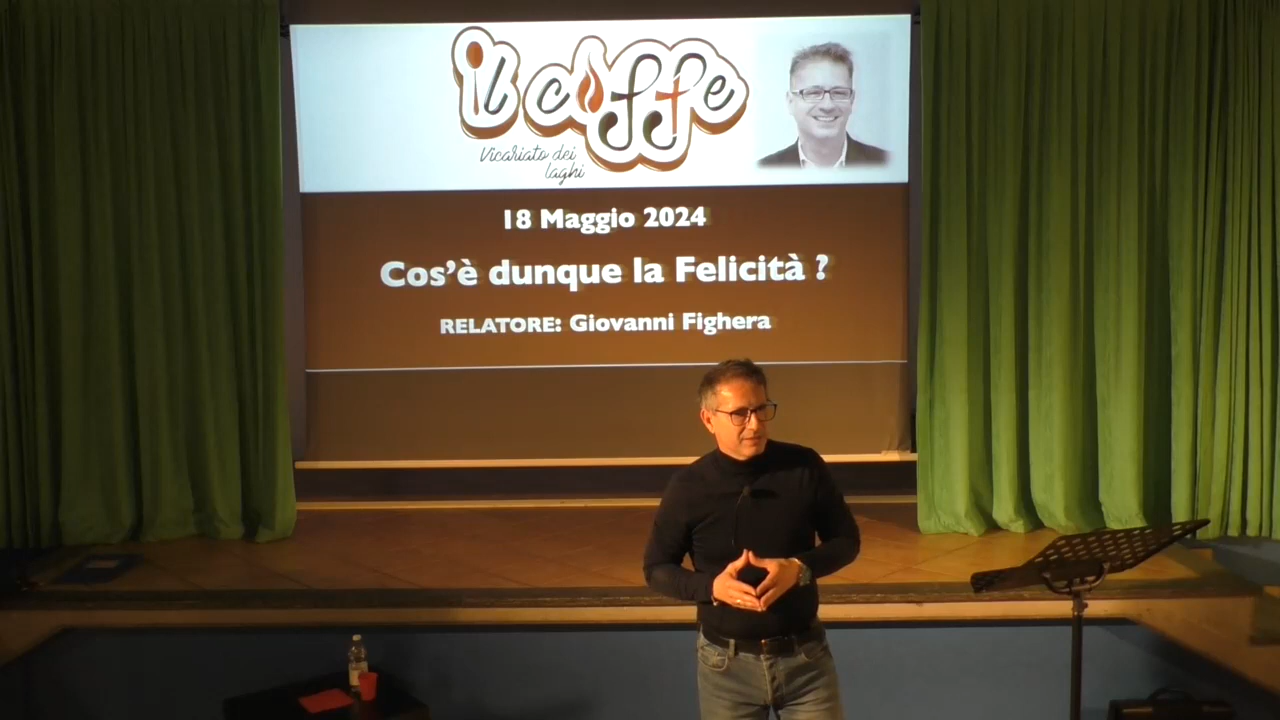 il caffe
Vicariato dei
laghi
18 Maggio 2024
Cos'è dunque la Felicità ?
RELATORE: Giovanni Fighera